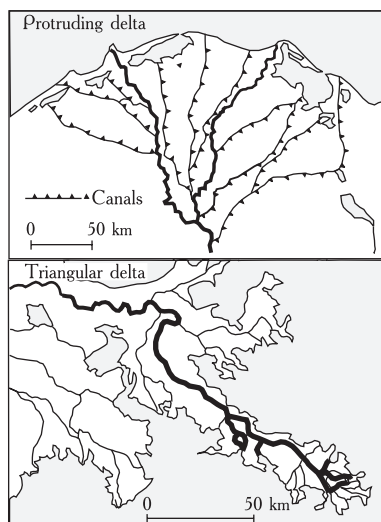 Protruding delta
Canals
0 50 km
Triangular delta
0 50 km